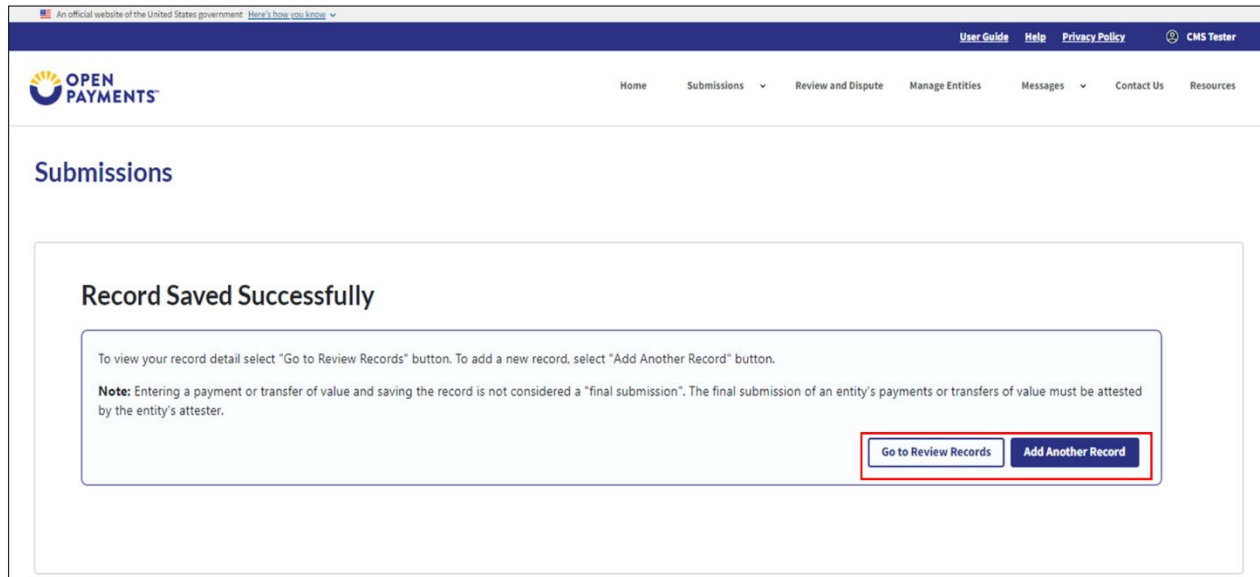 An official website of the United States government Here's how you know
User Guide Help Privacy Policy CMS Tester
OPEN
PAYMENTS™
Home Submissions Review and Dispute Manage Entities Messages Contact Us Resources
Submissions
Record Saved Successfully
To view your record detail select "Go to Review Records" button. To add a new record, select "Add Another Record" button.
Note: Entering a payment or transfer of value and saving the record is not considered a "final submission". The final submission of an entity's payments or transfers of value must be attested
by the entity's attester.
Go to Review Records Add Another Record